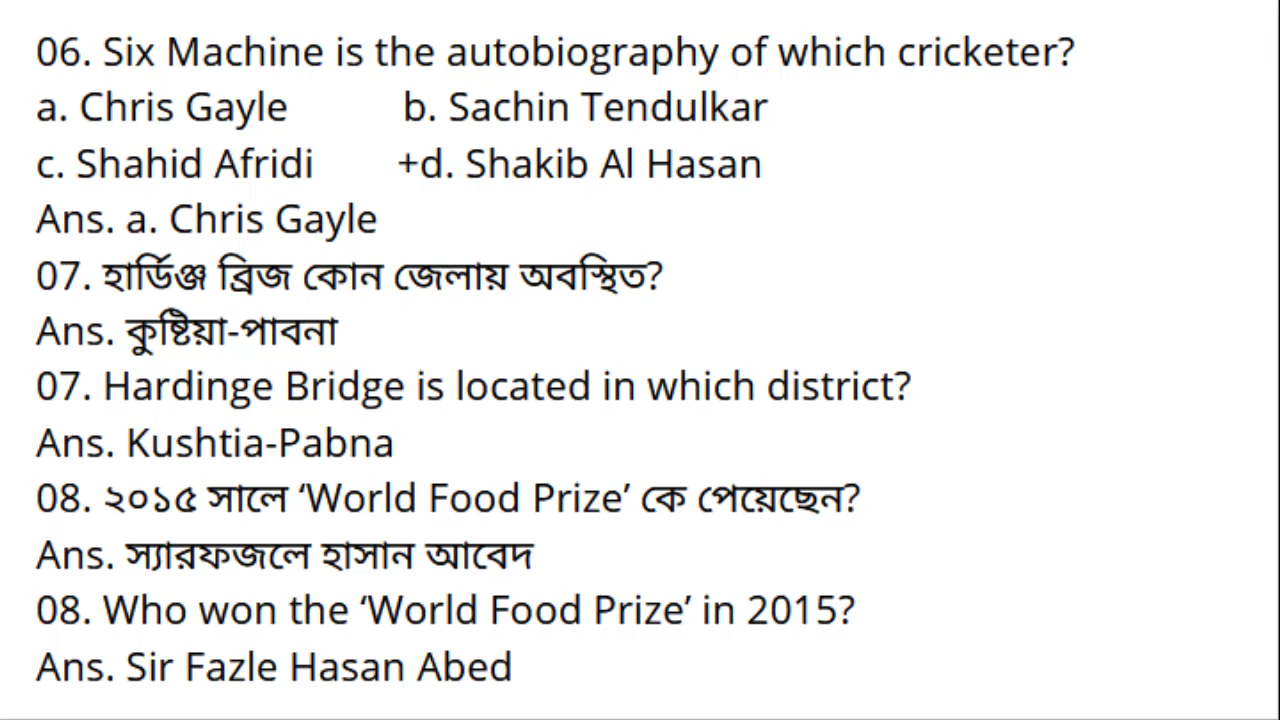 06. Six Machine is the autobiography of which cricketer?
a. Chris Gayle b. Sachin Tendulkar
c. Shahid Afridi +d. Shakib Al Hasan
Ans. a. Chris Gayle
07. হার্ডিঞ্জ ব্রিজ কোন জেলায় অবস্থিত?
Ans. কুষ্টিয়া-পাবনা
07. Hardinge Bridge is located in which district?
Ans. Kushtia-Pabna
08. ২০১৫ সালে ‘World Food Prize’ কে পেয়েছেন?
Ans. স্যারফজলে হাসান আবেদ
08. Who won the ‘World Food Prize’ in 2015?
Ans. Sir Fazle Hasan Abed